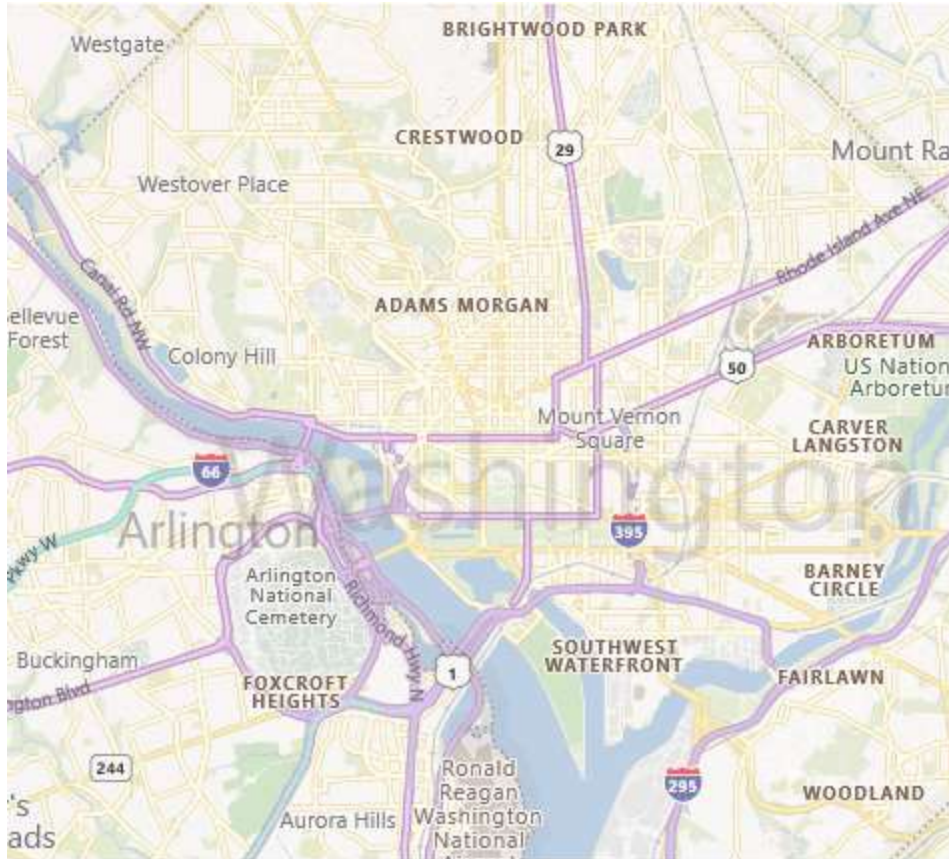 BRIGHTWOOD PARK
Westgate
CRESTWOOD
29
Mount Ra
Westover Place
Rhode Island Ave NE
Canal Rd NW
ADAMS MORGAN
ellevue
Forest
Colony Hill
ARBORETUM
50
US Nation
Arboretur
Mount Vernon
Square
CARVER
LANGSTON
66
Washington
Arlington
395
Pkwy W
Arlington
National
Cemetery
BARNEY
CIRCLE
Richmond Hwy N
Buckingham
SOUTHWEST
WATERFRONT
1
FAIRLAWN
ngton Blvd
FOXCROFT
HEIGHTS
244
Ronald
Reagan
Washington
National
295
WOODLAND
's
ads
Aurora Hills